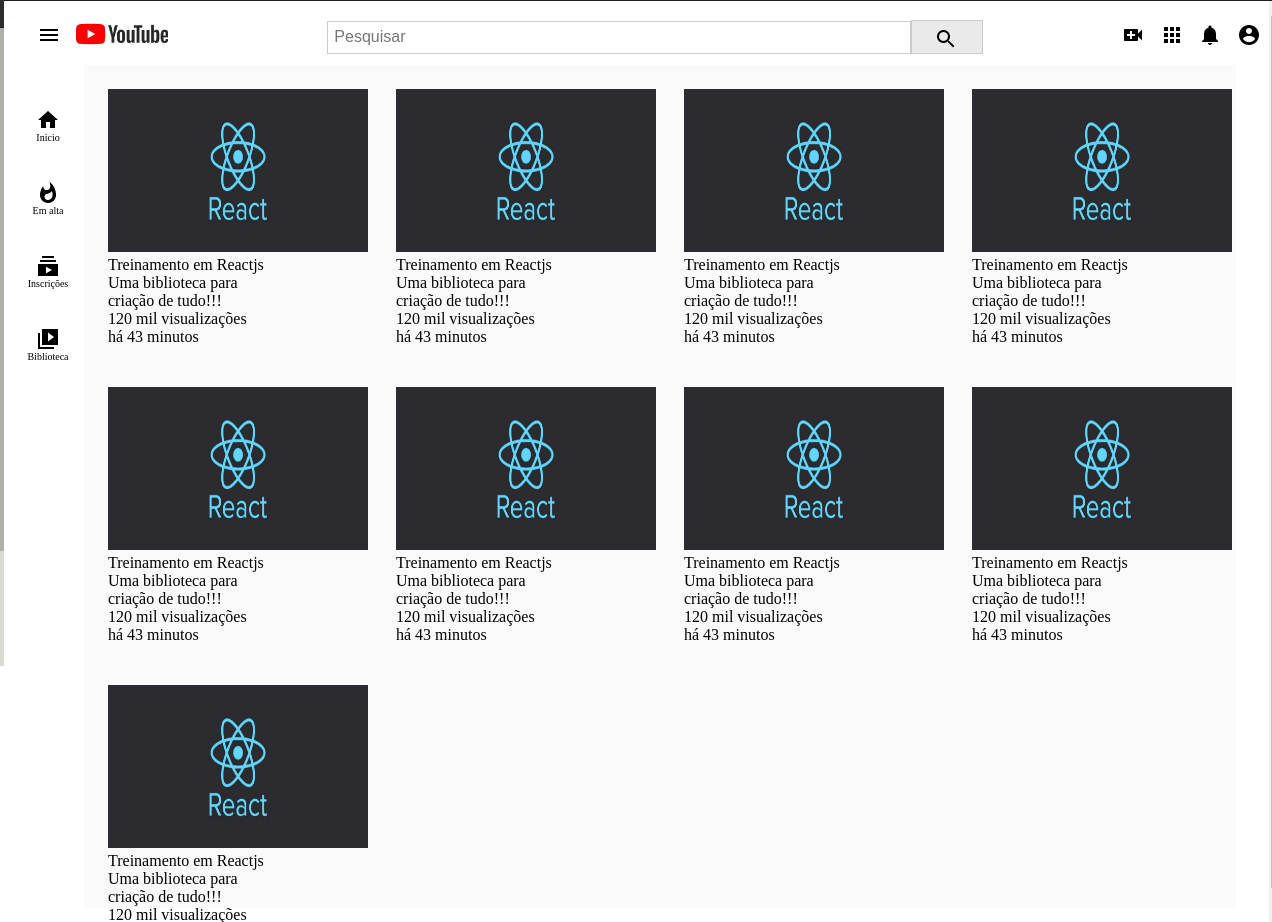 YouTube
Pesquisar
Inicio
Em alta
Inscrições
Biblioteca
React
Treinamento em Reactjs
Uma biblioteca para
criação de tudo!!!
120 mil visualizações
há 43 minutos
React
Treinamento em Reactjs
Uma biblioteca para
criação de tudo!!!
120 mil visualizações
há 43 minutos
React
Treinamento em Reactjs
Uma biblioteca para
criação de tudo!!!
120 mil visualizações
há 43 minutos
React
Treinamento em Reactjs
Uma biblioteca para
criação de tudo!!!
120 mil visualizações
há 43 minutos
React
Treinamento em Reactjs
Uma biblioteca para
criação de tudo!!!
120 mil visualizações
há 43 minutos
React
Treinamento em Reactjs
Uma biblioteca para
criação de tudo!!!
120 mil visualizações
há 43 minutos
React
Treinamento em Reactjs
Uma biblioteca para
criação de tudo!!!
120 mil visualizações
há 43 minutos
React
Treinamento em Reactjs
Uma biblioteca para
criação de tudo!!!
120 mil visualizações
há 43 minutos
React
Treinamento em Reactjs
Uma biblioteca para
criação de tudo!!!
120 mil visualizações